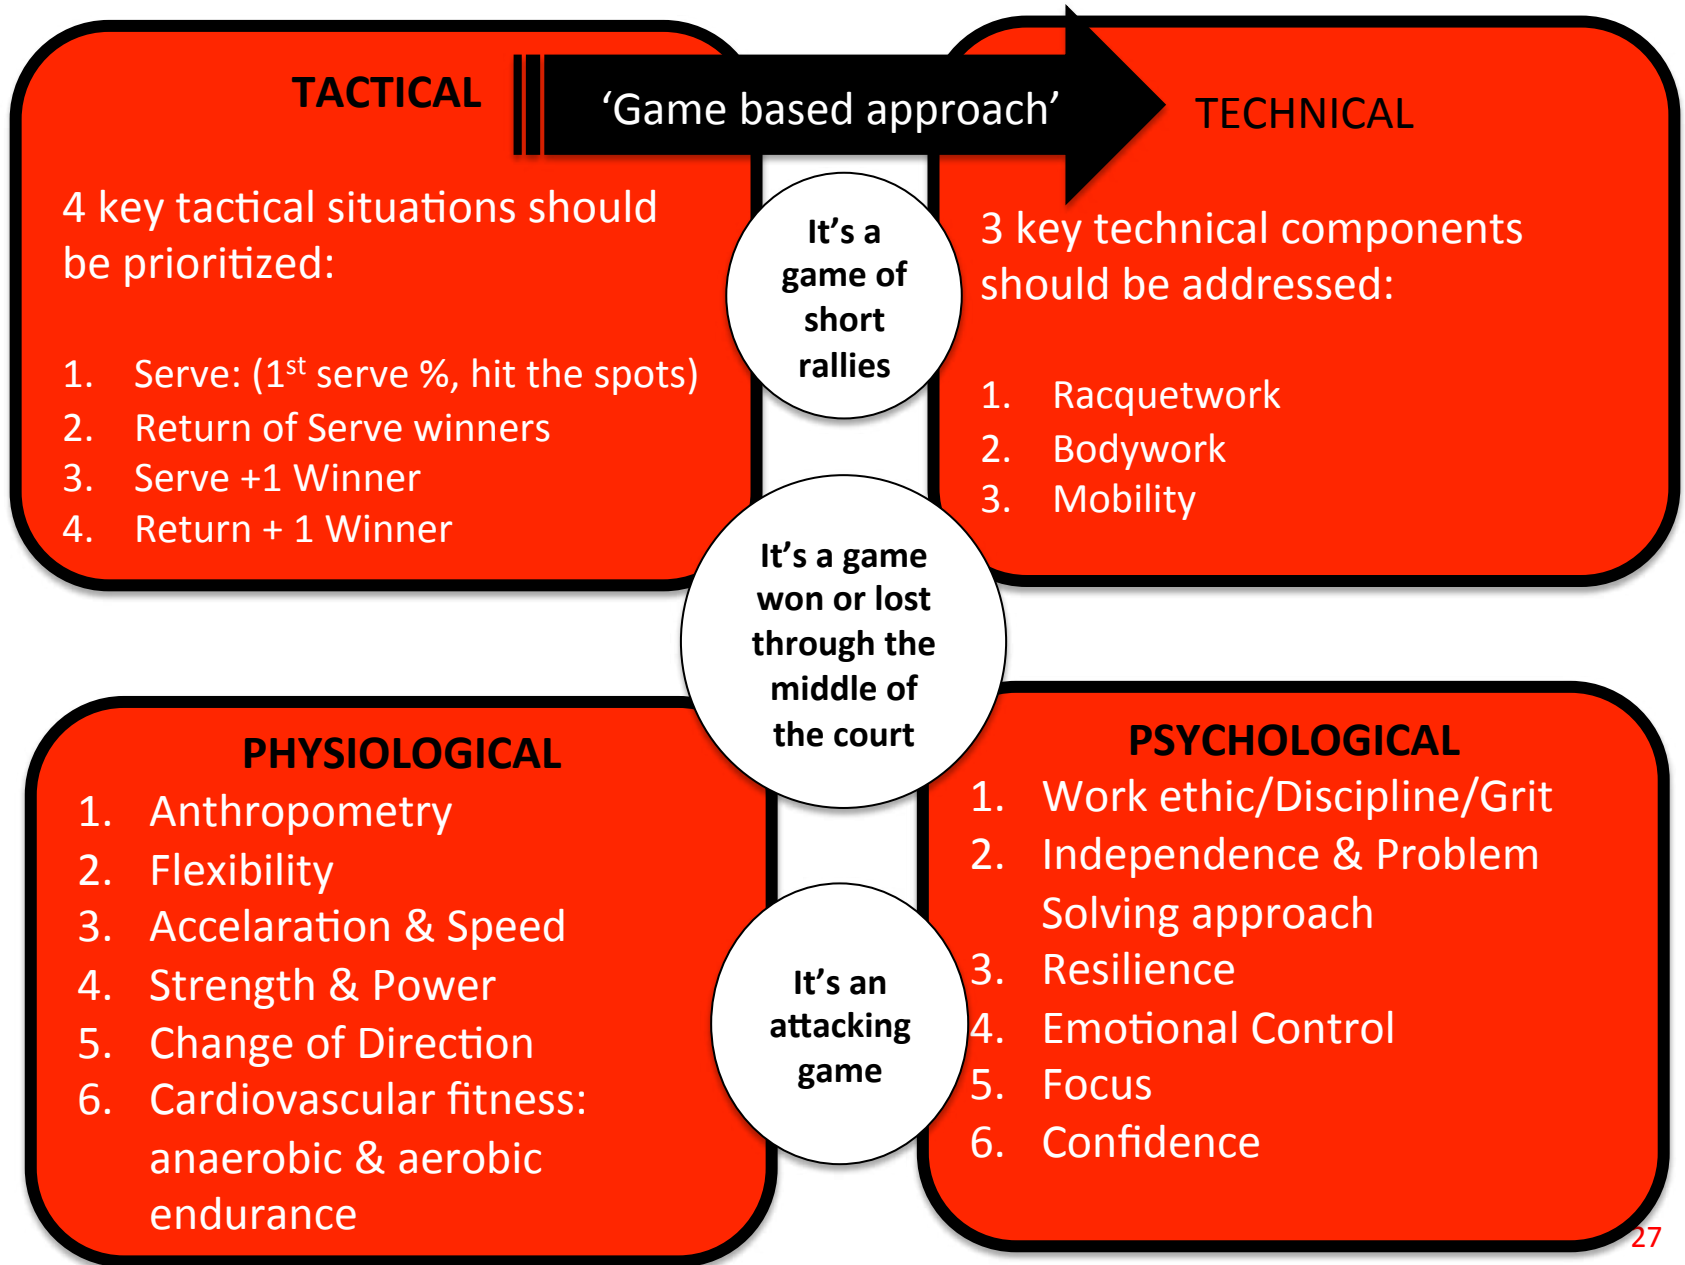 TACTICAL
‘Game based approach’
TECHNICAL
4 key tactical situations should
be prioritized:
1. Serve: (1st serve %, hit the spots)
2. Return of Serve winners
3. Serve +1 Winner
4. Return + 1 Winner
It’s a
game of
short
rallies
3 key technical components
should be addressed:
1. Racquetwork
2. Bodywork
3. Mobility
It’s a game
won or lost
through the
middle of
the court
PHYSIOLOGICAL
1. Anthropometry
2. Flexibility
3. Accelaration & Speed
4. Strength & Power
5. Change of Direction
6. Cardiovascular fitness:
anaerobic & aerobic
endurance
It’s an
attacking
game
PSYCHOLOGICAL
1. Work ethic/Discipline/Grit
2. Independence & Problem
Solving approach
3. Resilience
4. Emotional Control
5. Focus
6. Confidence
27